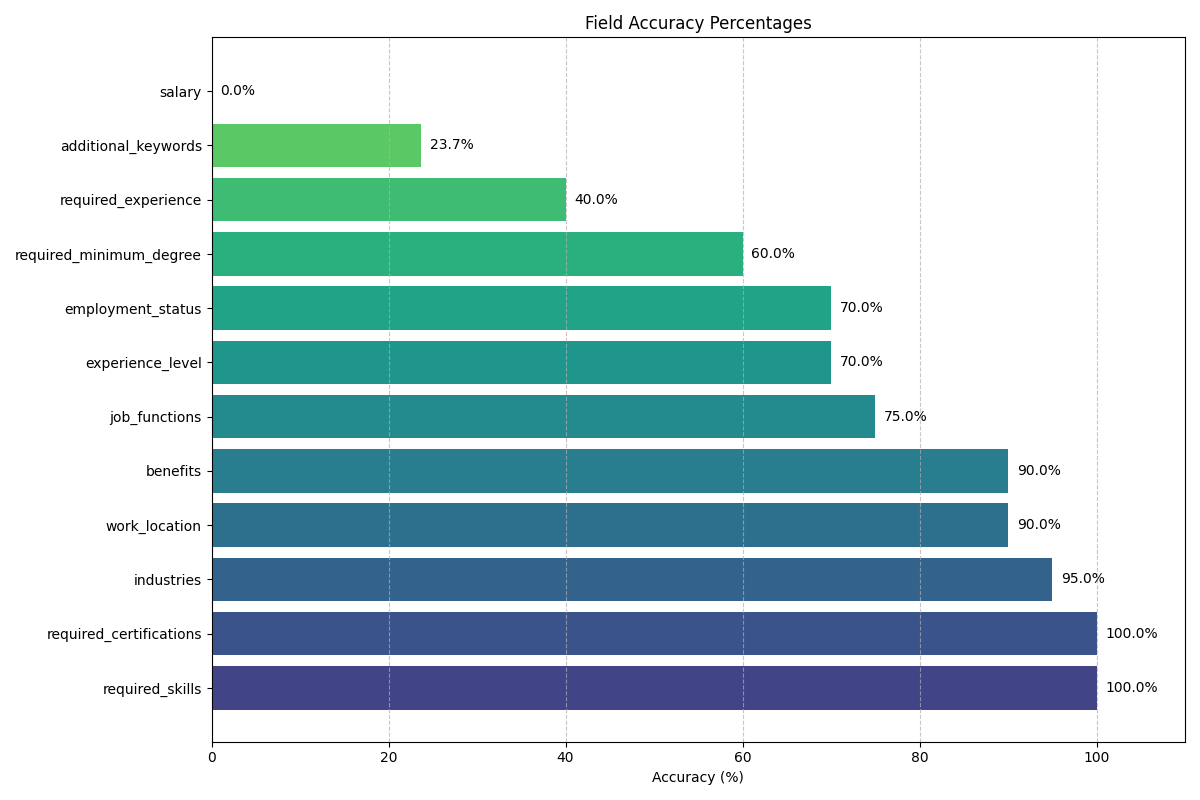 Field Accuracy Percentages
salary 0.0%
additional_keywords 23.7%
required_experience 40.0%
required_minimum_degree 60.0%
employment_status 70.0%
experience_level 70.0%
job_functions 75.0%
benefits 90.0%
work_location 90.0%
industries 95.0%
required_certifications 100.0%
required_skills 100.0%
0 20 40 60 80 100
Accuracy (%)